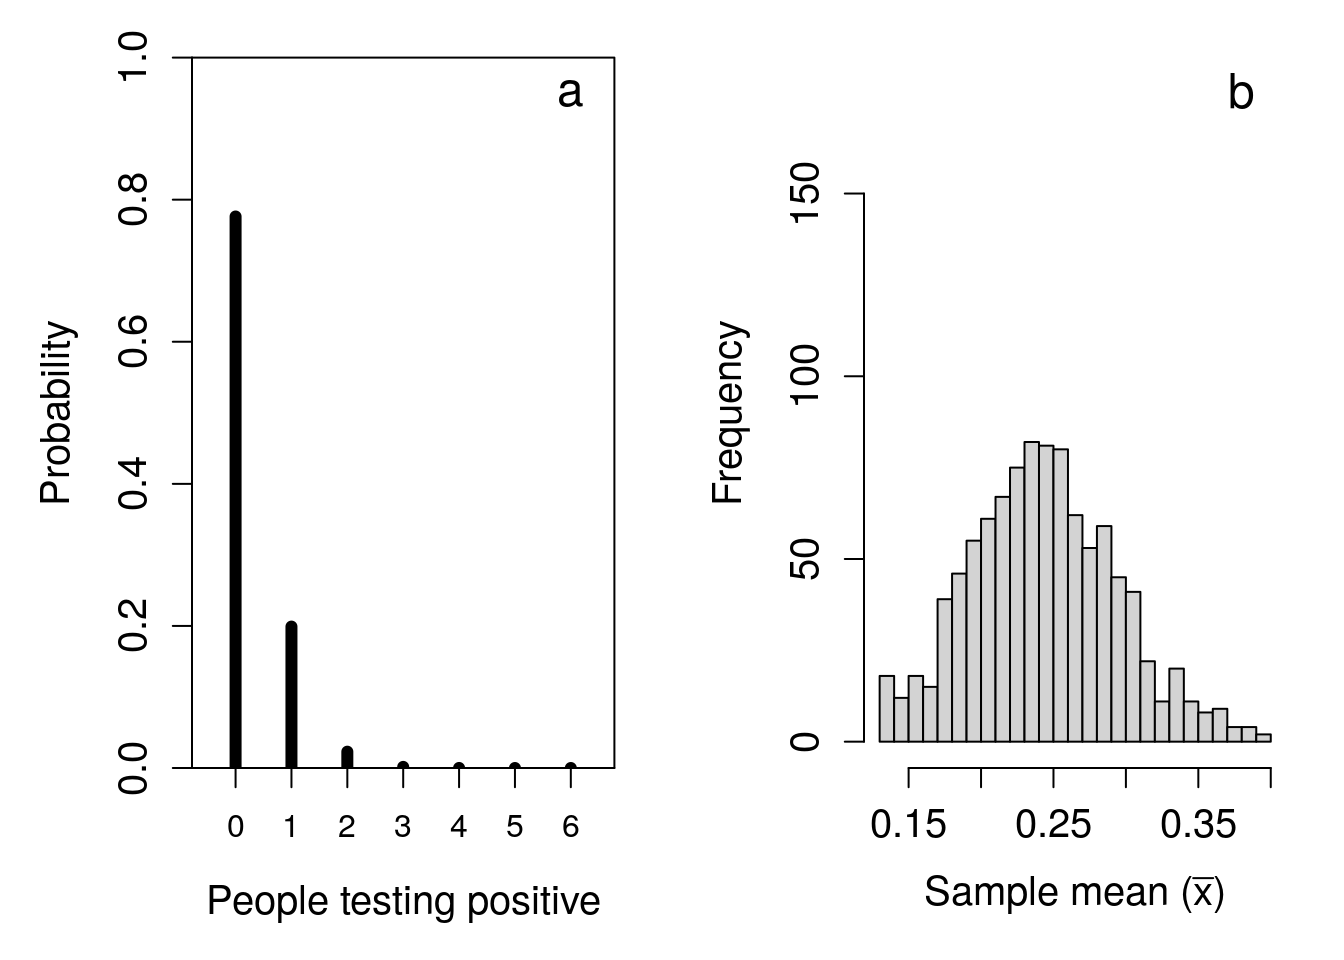 a
1.0
0.8
0.6
0.4
0.2
0.0
Probability
0 1 2 3 4 5 6
People testing positive
b
150
100
50
0
Frequency
0.15 0.25 0.35
Sample mean (x̅)